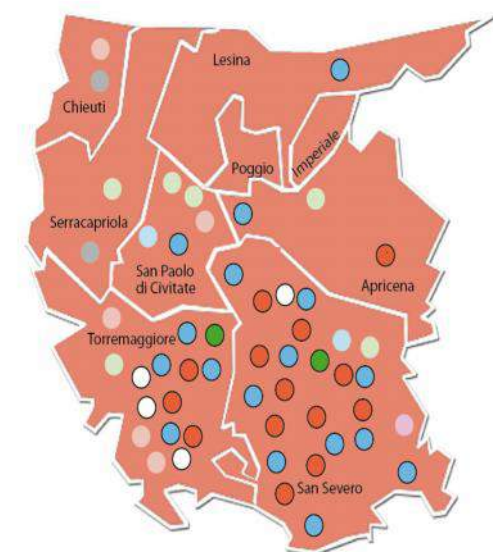 Lesina
Chieuti
Poggio
Imperiale
Serracapriola
San Paolo
di Civitate
Apricena
Torremaggiore
San Severo